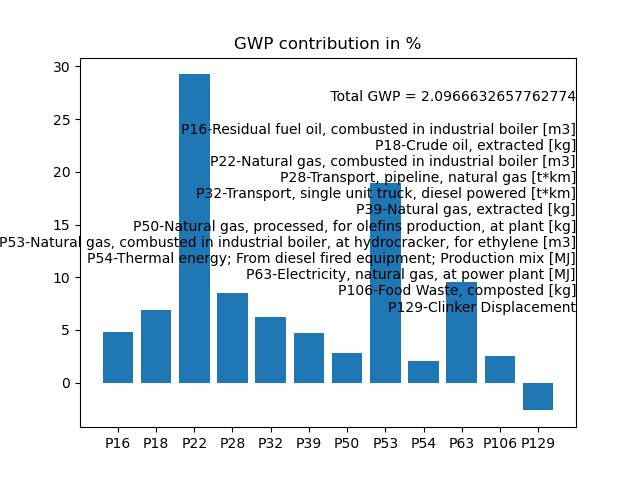 GWP contribution in %
30
25
20
15
10
5
0
Total GWP = 2.0966632657762774
P16-Residual fuel oil, combusted in industrial boiler [m3]
P18-Crude oil, extracted [kg]
P22-Natural gas, combusted in industrial boiler [m3]
P28-Transport, pipeline, natural gas [t*km]
P32-Transport, single unit truck, diesel powered [t*km]
P39-Natural gas, extracted [kg]
P50-Natural gas, processed, for olefins production, at plant [kg]
P53-Natural gas, combusted in industrial boiler, at hydrocracker, for ethylene [m3]
P54-Thermal energy; From diesel fired equipment; Production mix [MJ]
P63-Electricity, natural gas, at power plant [MJ]
P106-Food Waste, composted [kg]
P129-Clinker Displacement
P16 P18 P22 P28 P32 P39 P50 P53 P54 P63 P106 P129